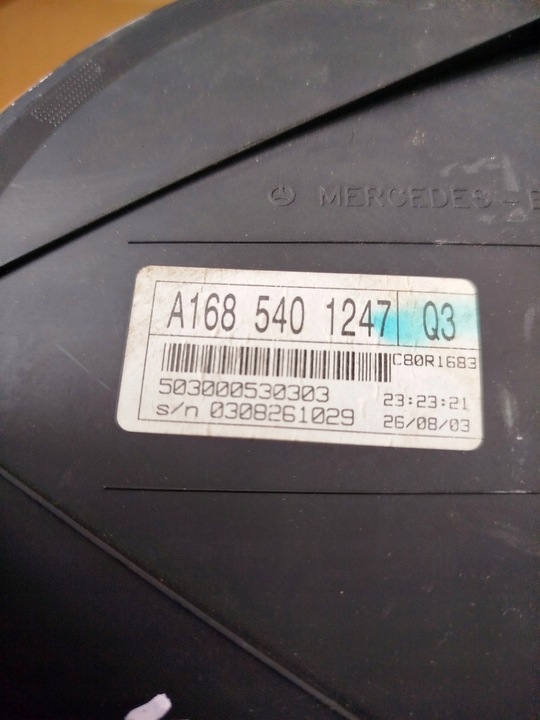 MERCEDES - B
A168 540 1247 Q3
C80R1683
503000530303 23:23:21
s/n 0308261029 26/08/03